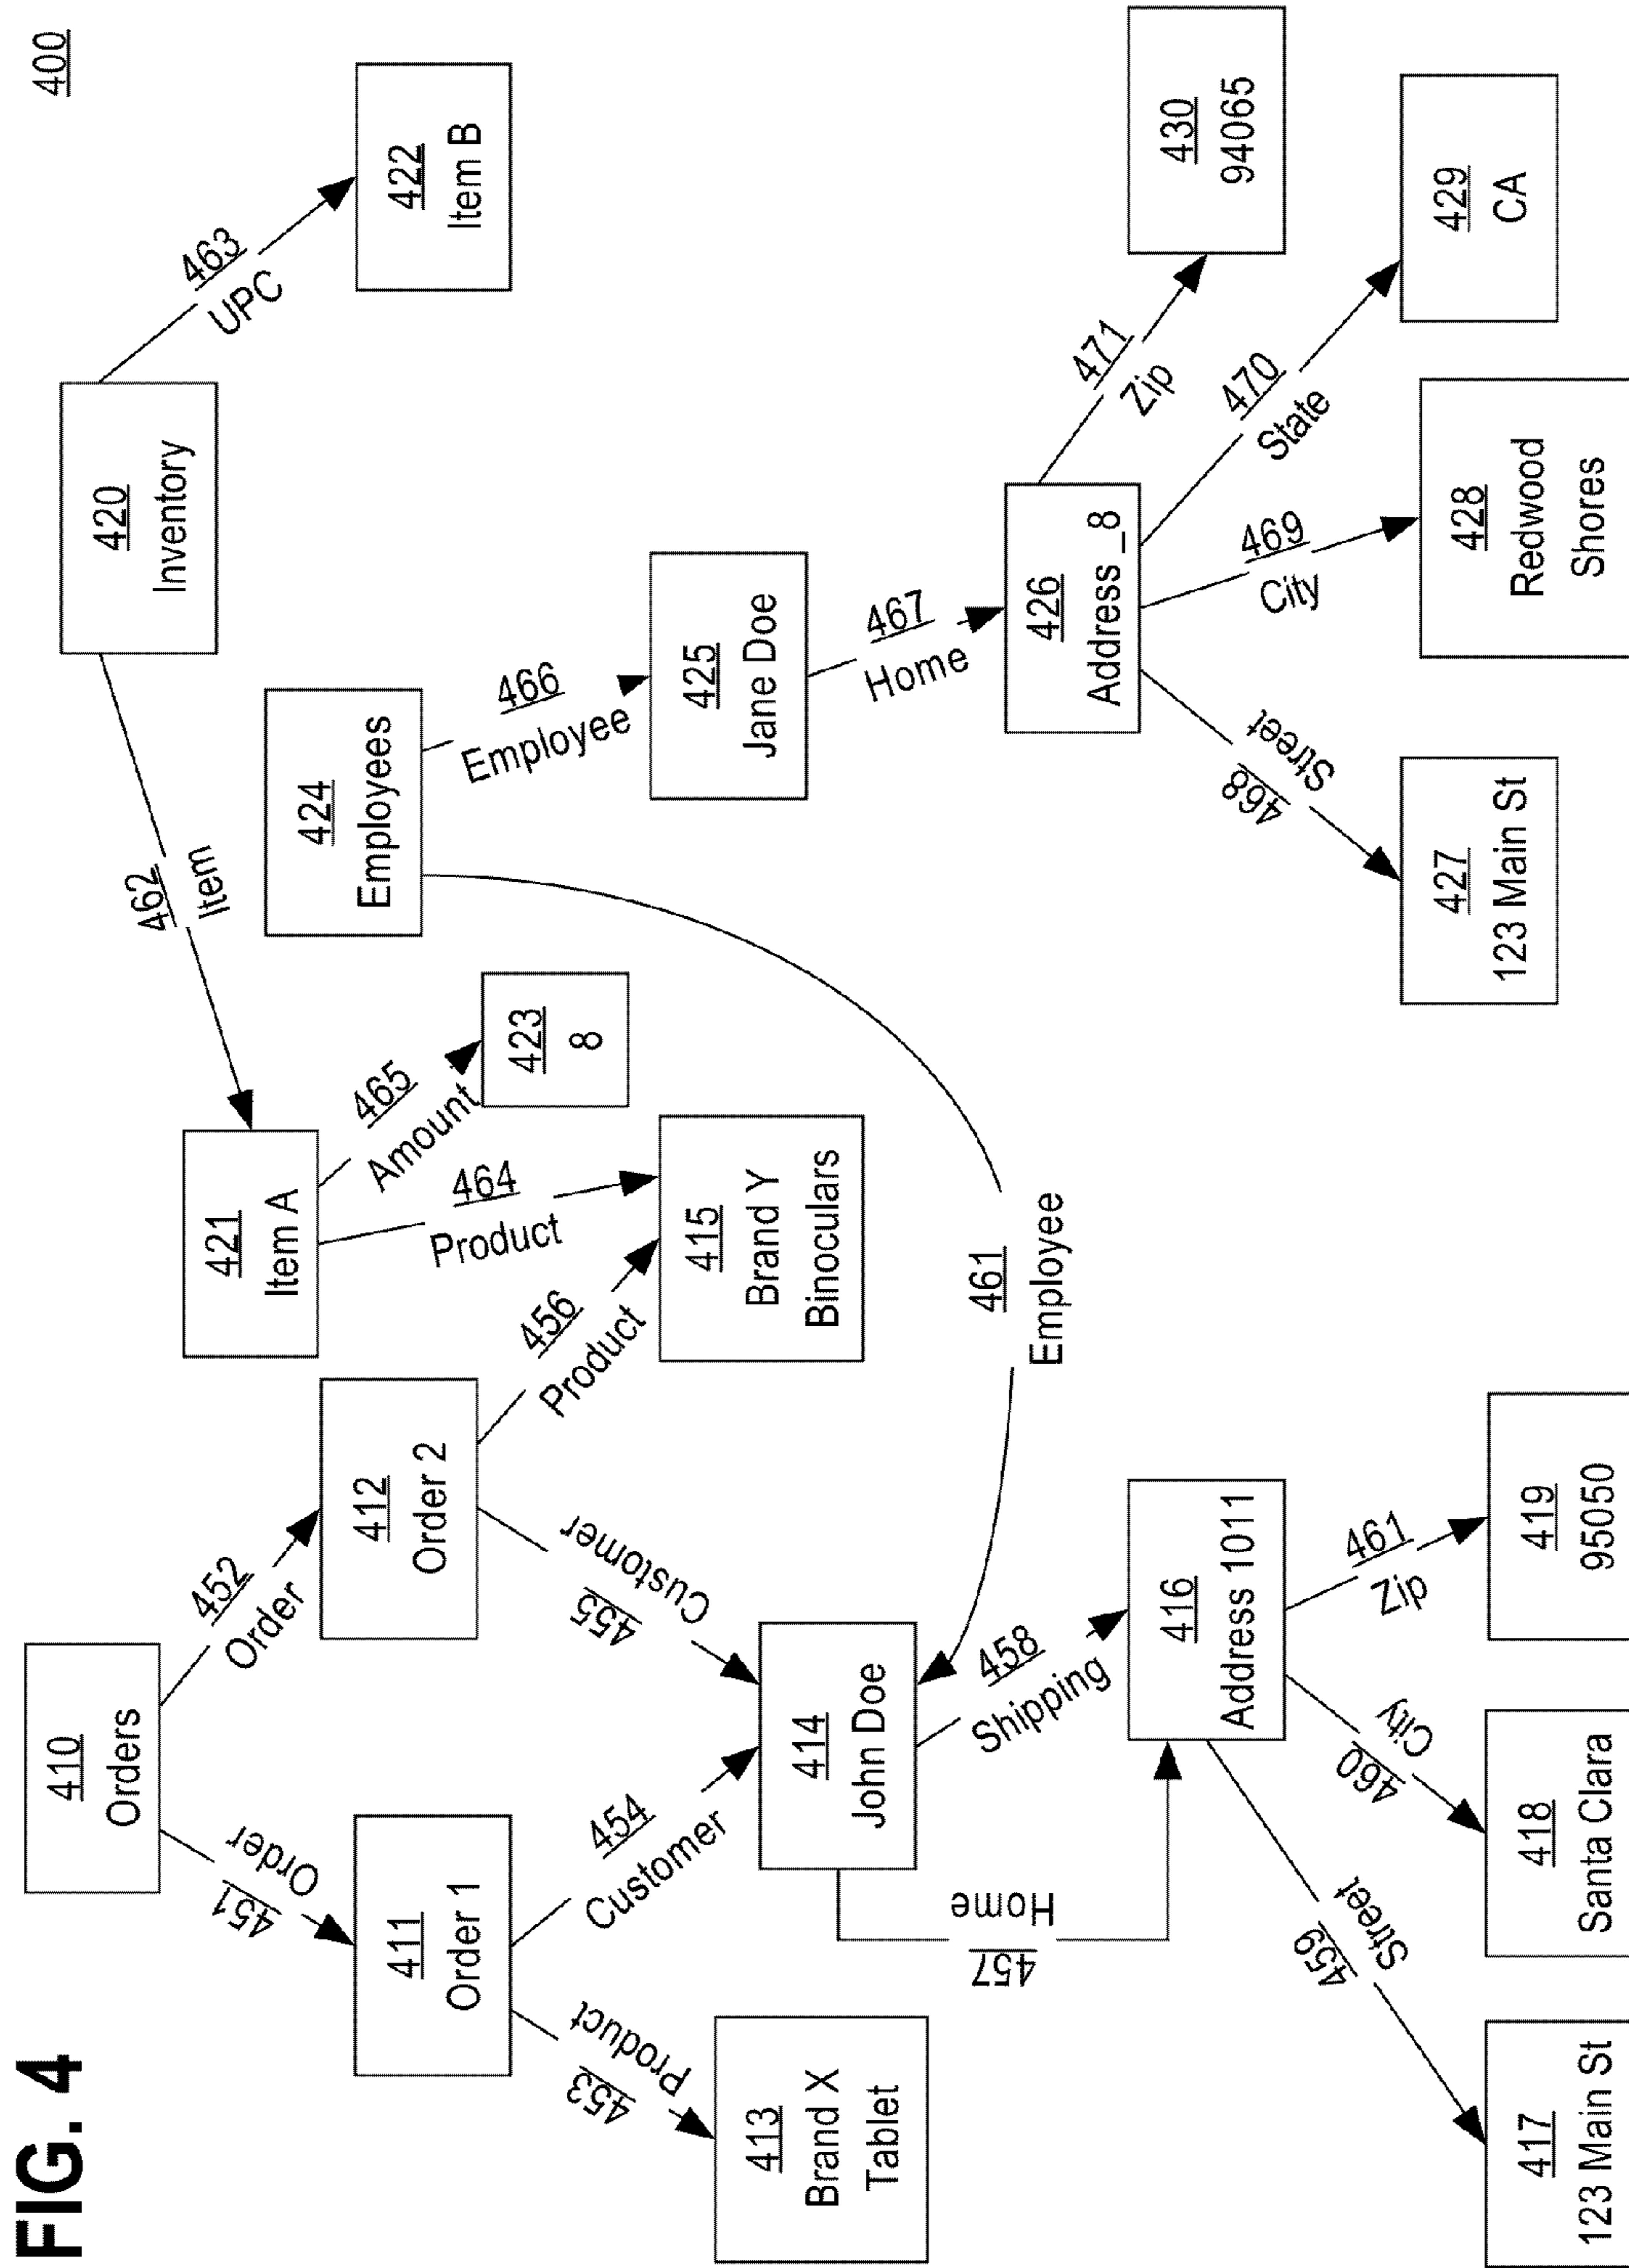 FIG. 4
400
410
Orders
451
Order
452
Order
411
Order 1
412
Order 2
453
Product
454
Customer
455
Customer
456
Product
413
Brand X
Tablet
414
John Doe
415
Brand Y
Binoculars
457
Home
458
Shipping
416
Address 1011
459
Street
460
City
461
Zip
417
123 Main St
418
Santa Clara
419
95050
420
Inventory
462
Item
463
UPC
421
Item A
422
Item B
464
Product
465
Amount
423
8
424
Employees
461
Employee
466
Employee
425
Jane Doe
467
Home
426
Address_8
468
Street
469
City
470
State
471
Zip
427
123 Main St
428
Redwood
Shores
429
CA
430
94065